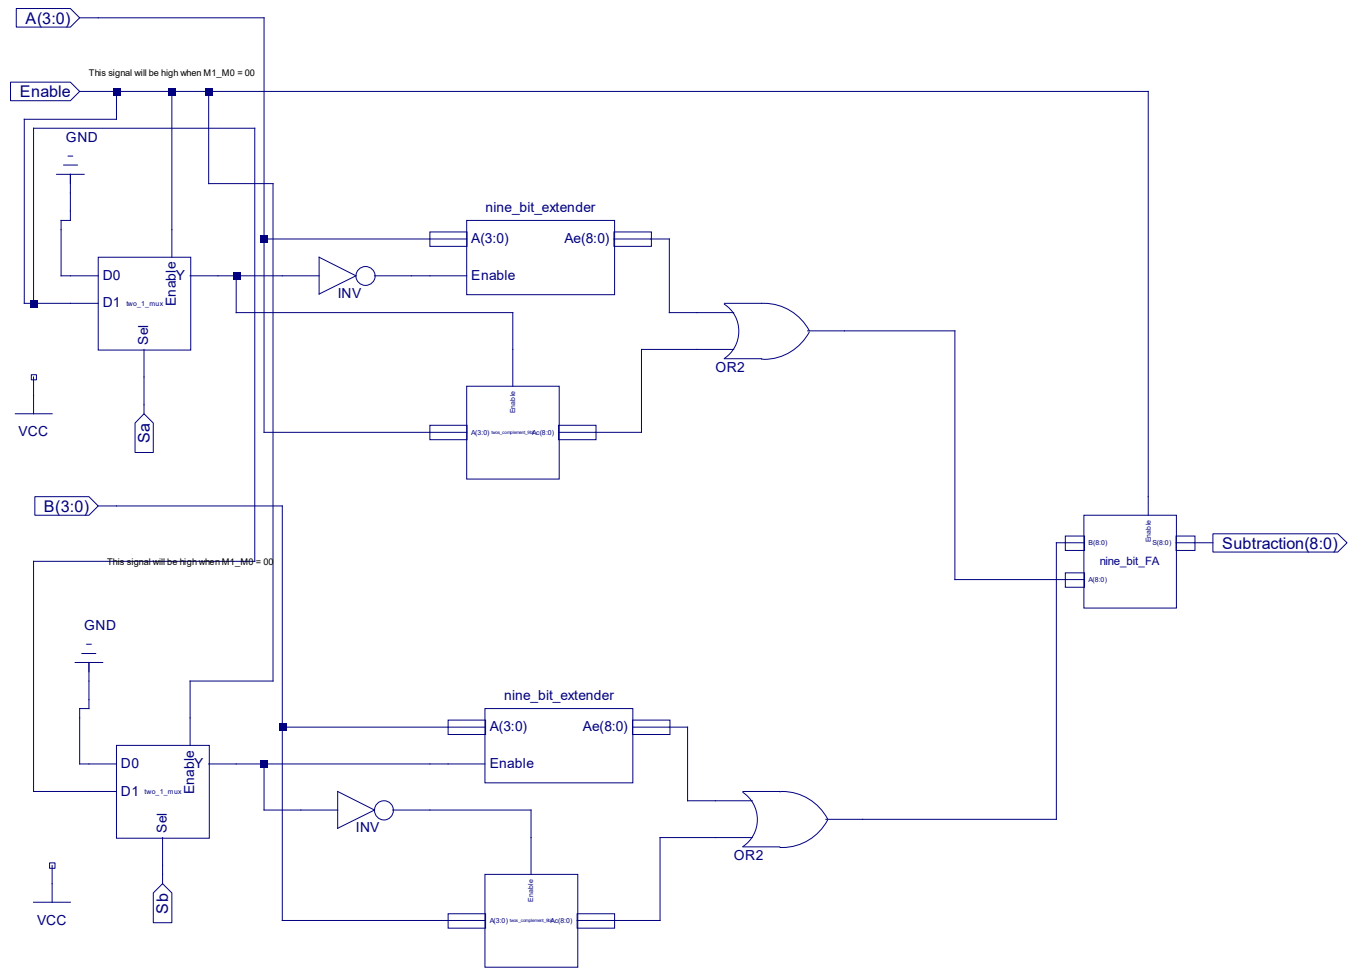 A(3:0)
This signal will be high when M1_M0 = 00
Enable
GND
nine_bit_extender
A(3:0)
Ae(8:0)
Enable
D0
Enable
Y
D1
two_1_mux
INV
Sel
OR2
VCC
Sa
Enable
A(3:0)
Ac(8:0)
B(3:0)
Enable
B(8:0)
S(8:0)
Subtraction(8:0)
nine_bit_FA
A(8:0)
This signal will be high when M1_M0 = 00
GND
nine_bit_extender
A(3:0)
Ae(8:0)
D0
Enable
Y
Enable
D1
two_1_mux
Sel
INV
OR2
VCC
Sb
Enable
A(3:0)
Ac(8:0)